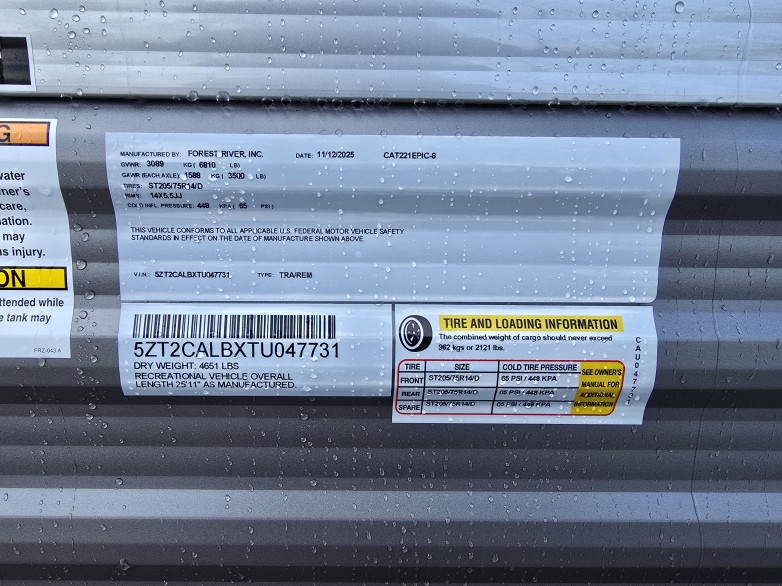 G
water
ner's
care,
ation.
may
us injury.
ON
attended while
e tank may
FRZ-043 A
MANUFACTURED BY: FOREST RIVER, INC. DATE: 11/12/2025 CAT221EPIC-8
GVWR: 3089 KG ( 6810 LB)
GAWR (EACH AXLE): 1588 KG ( 3500 LB)
TIRES: ST205/75R14/D
RIMS: 14X5.5JJ
COLD INFL. PRESSURE: 448 KPA ( 65 PSI )
THIS VEHICLE CONFORMS TO ALL APPLICABLE U.S. FEDERAL MOTOR VEHICLE SAFETY
STANDARDS IN EFFECT ON THE DATE OF MANUFACTURE SHOWN ABOVE.
V.I.N.: 5ZT2CALBXTU047731 TYPE: TRA/REM
5ZT2CALBXTU047731
DRY WEIGHT: 4651 LBS
RECREATIONAL VEHICLE OVERALL
LENGTH 25'11" AS MANUFACTURED.
TIRE AND LOADING INFORMATION
The combined weight of cargo should never exceed
962 kgs or 2121 lbs.
TIRE SIZE COLD TIRE PRESSURE
FRONT ST205/75R14/D 65 PSI / 448 KPA
REAR ST205/75R14/D 65 PSI / 448 KPA
SPARE ST205/75R14/D 65 PSI / 448 KPA
SEE OWNER'S
MANUAL FOR
ADDITIONAL
INFORMATION
CAU047731